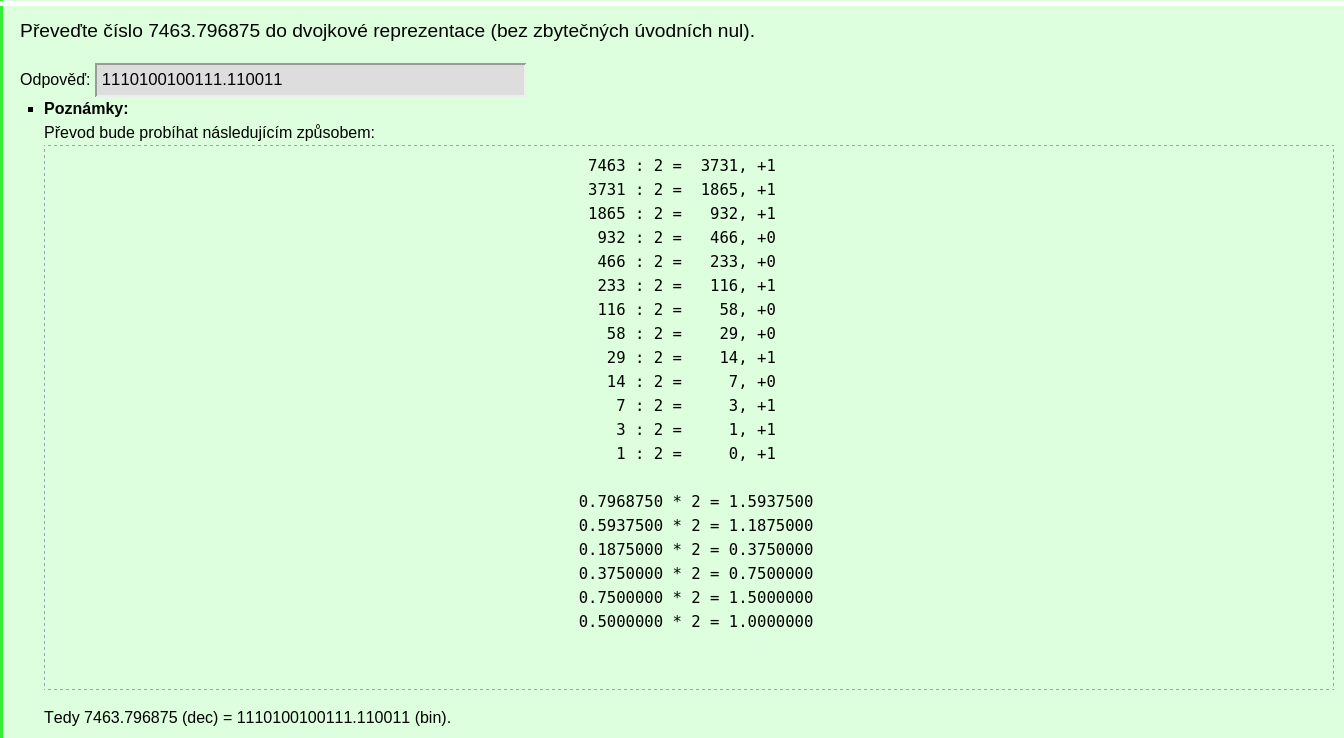 Převeďte číslo 7463.796875 do dvojkové reprezentace (bez zbytečných úvodních nul).
Odpověď: 1110100100111.110011
Poznámky:
Převod bude probíhat následujícím způsobem:
7463 : 2 = 3731, +1
3731 : 2 = 1865, +1
1865 : 2 = 932, +1
932 : 2 = 466, +0
466 : 2 = 233, +0
233 : 2 = 116, +1
116 : 2 = 58, +0
58 : 2 = 29, +0
29 : 2 = 14, +1
14 : 2 = 7, +0
7 : 2 = 3, +1
3 : 2 = 1, +1
1 : 2 = 0, +1
0.7968750 * 2 = 1.5937500
0.5937500 * 2 = 1.1875000
0.1875000 * 2 = 0.3750000
0.3750000 * 2 = 0.7500000
0.7500000 * 2 = 1.5000000
0.5000000 * 2 = 1.0000000
Tedy 7463.796875 (dec) = 1110100100111.110011 (bin).